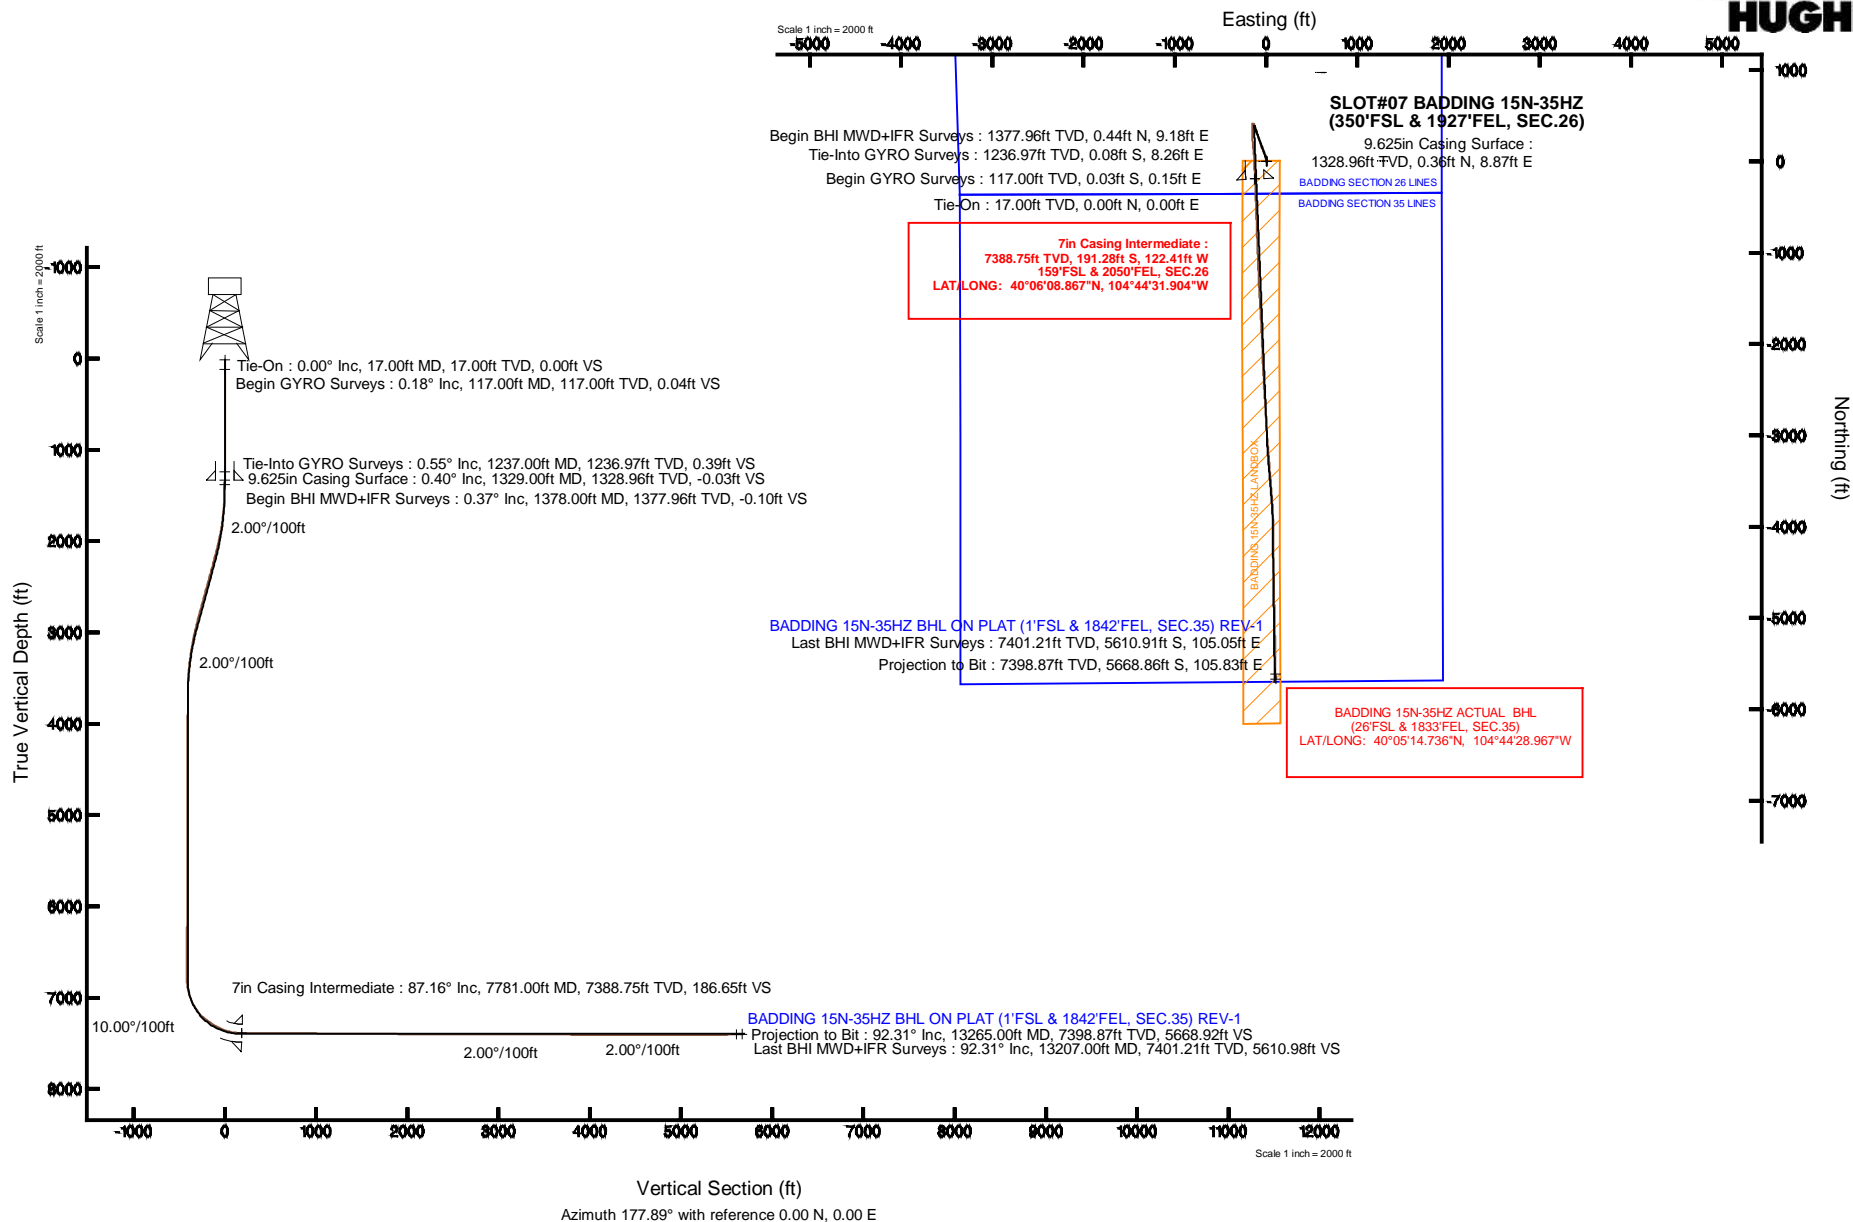 HUGH
Easting (ft)
Scale 1 inch = 2000 ft
-5000 -4000 -3000 -2000 -1000 0 1000 2000 3000 4000 5000
SLOT#07 BADDING 15N-35HZ
(350'FSL & 1927'FEL, SEC.26)
9.625in Casing Surface :
1328.96ft TVD, 0.36ft N, 8.87ft E
Begin BHI MWD+IFR Surveys : 1377.96ft TVD, 0.44ft N, 9.18ft E
Tie-Into GYRO Surveys : 1236.97ft TVD, 0.08ft S, 8.26ft E
Begin GYRO Surveys : 117.00ft TVD, 0.03ft S, 0.15ft E
Tie-On : 17.00ft TVD, 0.00ft N, 0.00ft E
BADDING SECTION 26 LINES
BADDING SECTION 35 LINES
7in Casing Intermediate :
7388.75ft TVD, 191.28ft S, 122.41ft W
159'FSL & 2050'FEL, SEC.26
LAT/LONG: 40°06'08.867"N, 104°44'31.904"W
BADDING 15N-35HZ LANDBOX
BADDING 15N-35HZ BHL ON PLAT (1'FSL & 1842'FEL, SEC.35) REV-1
Last BHI MWD+IFR Surveys : 7401.21ft TVD, 5610.91ft S, 105.05ft E
Projection to Bit : 7398.87ft TVD, 5668.86ft S, 105.83ft E
BADDING 15N-35HZ ACTUAL BHL
(26'FSL & 1833'FEL, SEC.35)
LAT/LONG: 40°05'14.736"N, 104°44'28.967"W
1000
0
-1000
-2000
-3000
-4000
-5000
-6000
-7000
Northing (ft)
Scale 1 inch = 2000 ft
-1000
0
1000
2000
3000
4000
5000
6000
7000
8000
True Vertical Depth (ft)
Tie-On : 0.00° Inc, 17.00ft MD, 17.00ft TVD, 0.00ft VS
Begin GYRO Surveys : 0.18° Inc, 117.00ft MD, 117.00ft TVD, 0.04ft VS
Tie-Into GYRO Surveys : 0.55° Inc, 1237.00ft MD, 1236.97ft TVD, 0.39ft VS
9.625in Casing Surface : 0.40° Inc, 1329.00ft MD, 1328.96ft TVD, -0.03ft VS
Begin BHI MWD+IFR Surveys : 0.37° Inc, 1378.00ft MD, 1377.96ft TVD, -0.10ft VS
2.00°/100ft
2.00°/100ft
7in Casing Intermediate : 87.16° Inc, 7781.00ft MD, 7388.75ft TVD, 186.65ft VS
10.00°/100ft
BADDING 15N-35HZ BHL ON PLAT (1'FSL & 1842'FEL, SEC.35) REV-1
Projection to Bit : 92.31° Inc, 13265.00ft MD, 7398.87ft TVD, 5668.92ft VS
Last BHI MWD+IFR Surveys : 92.31° Inc, 13207.00ft MD, 7401.21ft TVD, 5610.98ft VS
2.00°/100ft 2.00°/100ft
-1000 0 1000 2000 3000 4000 5000 6000 7000 8000 9000 10000 11000 12000
Scale 1 inch = 2000 ft
Vertical Section (ft)
Azimuth 177.89° with reference 0.00 N, 0.00 E